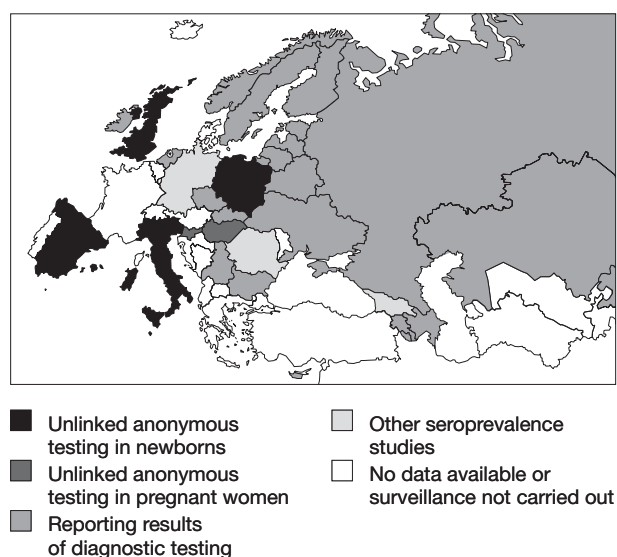 Unlinked anonymous
testing in newborns
Unlinked anonymous
testing in pregnant women
Reporting results
of diagnostic testing
Other seroprevalence
studies
No data available or
surveillance not carried out